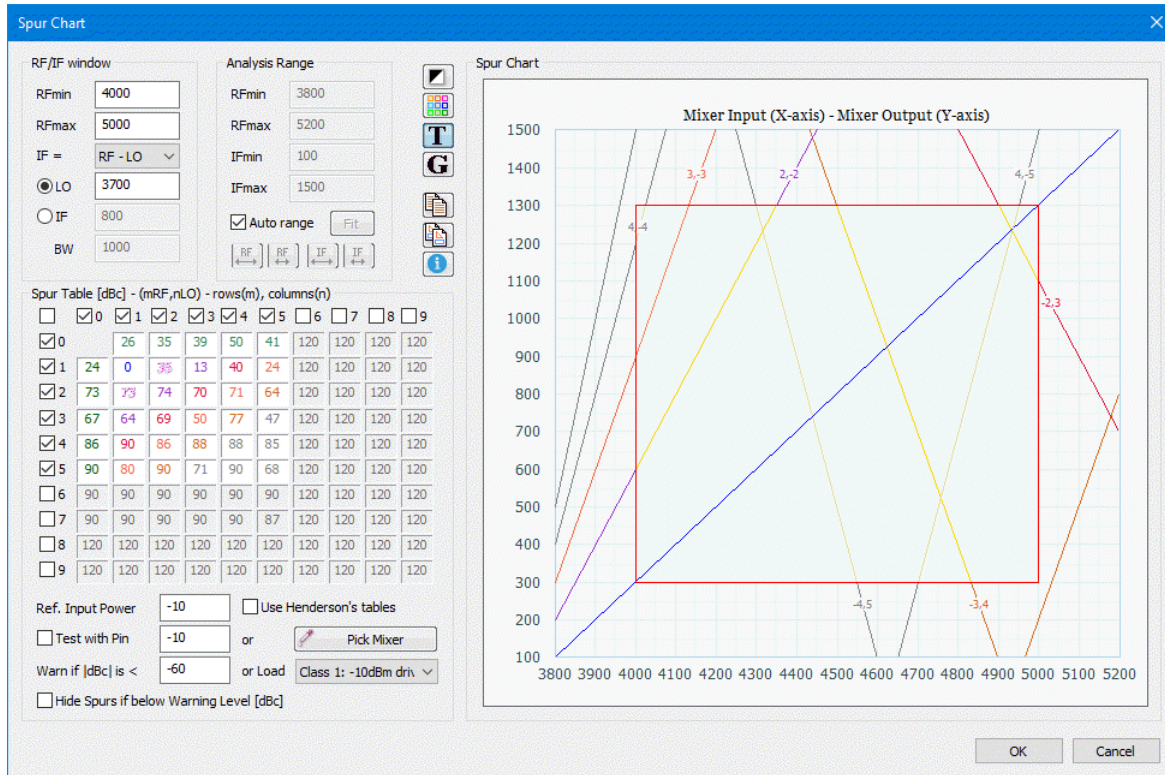 Spur Chart
RF/IF window
RFmin 4000
RFmax 5000
IF = RF - LO
LO 3700
IF 800
BW 1000
Analysis Range
RFmin 3800
RFmax 5200
IFmin 100
IFmax 1500
Auto range Fit
RF RF IF IF
T
G
i
Spur Table [dBc] - (mRF,nLO) - rows(m), columns(n)
0 1 2 3 4 5 6 7 8 9
0 26 35 39 50 41 120 120 120 120
1 24 0 35 13 40 24 120 120 120 120
2 73 73 74 70 71 64 120 120 120 120
3 67 64 69 50 77 47 120 120 120 120
4 86 90 86 88 88 85 120 120 120 120
5 90 80 90 71 90 68 120 120 120 120
6 90 90 90 90 90 90 120 120 120 120
7 90 90 90 90 90 87 120 120 120 120
8 120 120 120 120 120 120 120 120 120 120
9 120 120 120 120 120 120 120 120 120 120
Ref. Input Power -10 Use Henderson's tables
Test with Pin -10 or Pick Mixer
Warn if |dBc| is < -60 or Load Class 1: -10dBm driv
Hide Spurs if below Warning Level [dBc]
Spur Chart
Mixer Input (X-axis) - Mixer Output (Y-axis)
1500
1400
1300
1200
1100
1000
900
800
700
600
500
400
300
200
100
3,-3
2,-2
4,-5
4,-4
-2,3
-4,5
-3,4
3800 3900 4000 4100 4200 4300 4400 4500 4600 4700 4800 4900 5000 5100 5200
OK Cancel